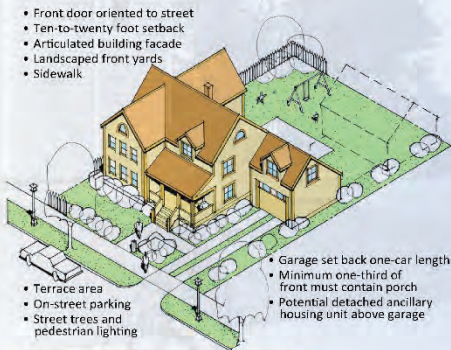 • Front door oriented to street
• Ten-to-twenty foot setback
• Articulated building facade
• Landscaped front yards
• Sidewalk
• Terrace area
• On-street parking
• Street trees and
pedestrian lighting
• Garage set back one-car length
• Minimum one-third of
front must contain porch
• Potential detached ancillary
housing unit above garage